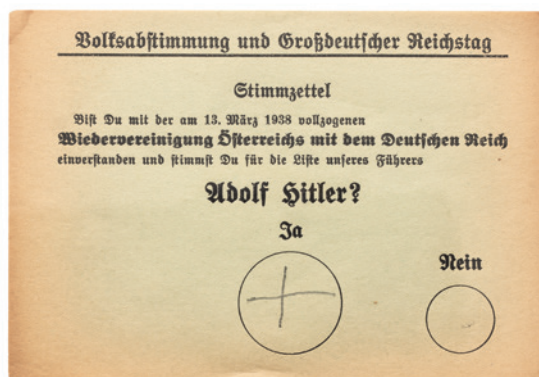 Volksabstimmung und Großdeutscher Reichstag
Stimmzettel
Bist Du mit der am 13. März 1938 vollzogenen
Wiedervereinigung Österreichs mit dem Deutschen Reich
einverstanden und stimmst Du für die Liste unseres Führers
Adolf Hitler?
Ja
Nein